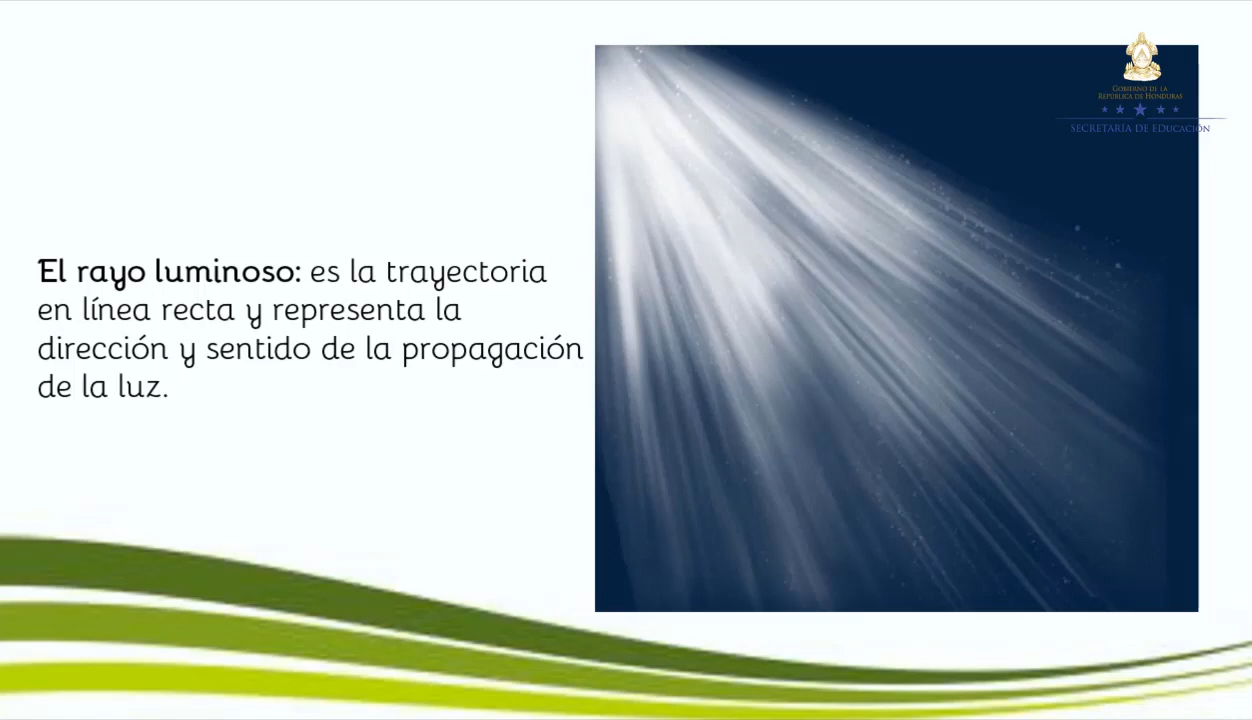 El rayo luminoso: es la trayectoria
en línea recta y representa la
dirección y sentido de la propagación
de la luz.
GOBIERNO DE LA
REPÚBLICA DE HONDURAS
SECRETARÍA DE EDUCACIÓN